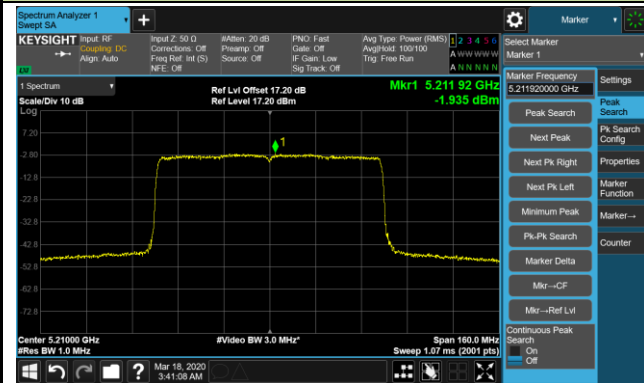 Spectrum Analyzer 1
Swept SA
Marker
KEYSIGHT
Input: RF
Coupling: DC
Align: Auto
Input Z: 50 Ω
Corrections: Off
Freq Ref: Int (S)
NFE: Off
#Atten: 20 dB
Preamp: Off
Source: Off
PNO: Fast
Gate: Off
IF Gain: Low
Sig Track: Off
Avg Type: Power (RMS)
Avg|Hold: 100/100
Trig: Free Run
1 2 3 4 5 6
A W W W W W
A N N N N N
Select Marker
Marker 1
1 Spectrum
Scale/Div 10 dB
Log
Ref Lvl Offset 17.20 dB
Ref Level 17.20 dBm
Mkr1 5.211 92 GHz
-1.935 dBm
1
7.20
-2.80
-12.8
-22.8
-32.8
-42.8
-52.8
-62.8
-72.8
Center 5.21000 GHz
#Res BW 1.0 MHz
#Video BW 3.0 MHz*
Span 160.0 MHz
Sweep 1.07 ms (2001 pts)
Marker Frequency
5.211920000 GHz
Peak Search
Next Peak
Next Pk Right
Next Pk Left
Minimum Peak
Pk-Pk Search
Marker Delta
Mkr→CF
Mkr→Ref Lvl
Continuous Peak
Search
On
Off
Settings
Peak
Search
Pk Search
Config
Properties
Marker
Function
Marker→
Counter
Mar 18, 2020
3:41:08 AM